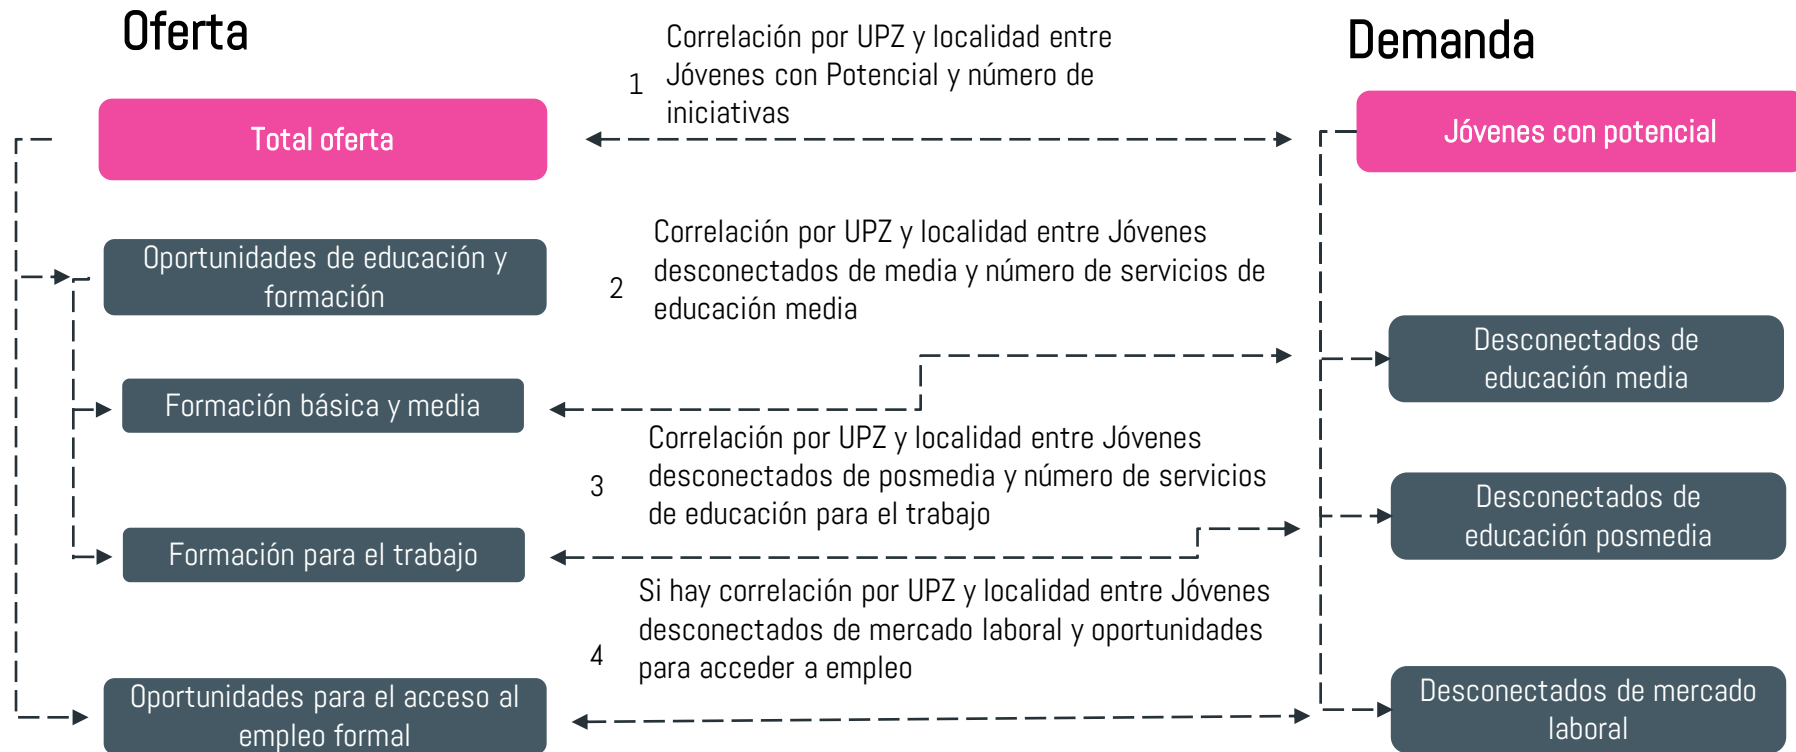 Oferta
Demanda
Correlación por UPZ y localidad entre
Jóvenes con Potencial y número de
iniciativas
1
Total oferta
Jóvenes con potencial
Correlación por UPZ y localidad entre Jóvenes
desconectados de media y número de servicios de
educación media
2
Oportunidades de educación y
formación
Desconectados de
educación media
Formación básica y media
Correlación por UPZ y localidad entre Jóvenes
desconectados de posmedia y número de servicios
de educación para el trabajo
3
Desconectados de
educación posmedia
Formación para el trabajo
Si hay correlación por UPZ y localidad entre Jóvenes
desconectados de mercado laboral y oportunidades
para acceder a empleo
4
Oportunidades para el acceso al
empleo formal
Desconectados de mercado
laboral